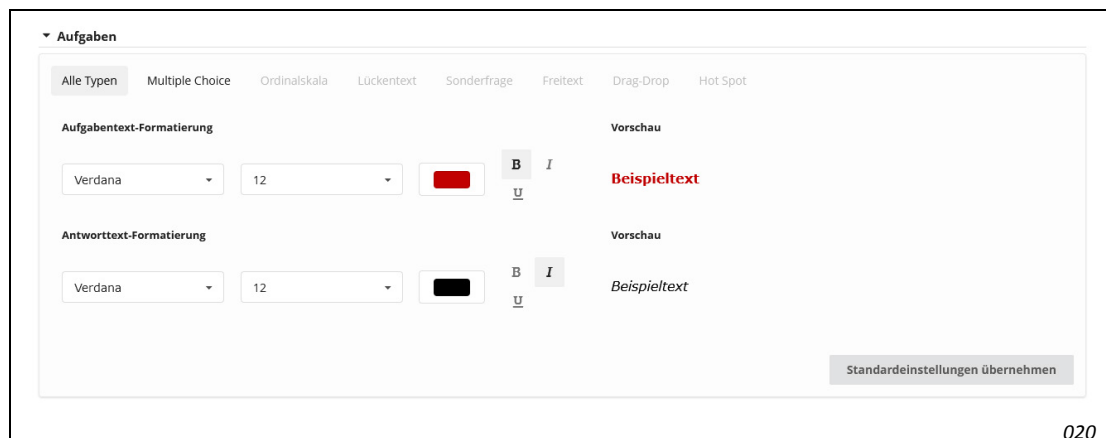 Aufgaben
Alle Typen Multiple Choice Ordinalskala Lückentext Sonderfrage Freitext Drag-Drop Hot Spot
Aufgabentext-Formatierung Vorschau
Verdana 12 B I Beispieltext
U
Antworttext-Formatierung Vorschau
Verdana 12 B I Beispieltext
U
Standardeinstellungen übernehmen
020